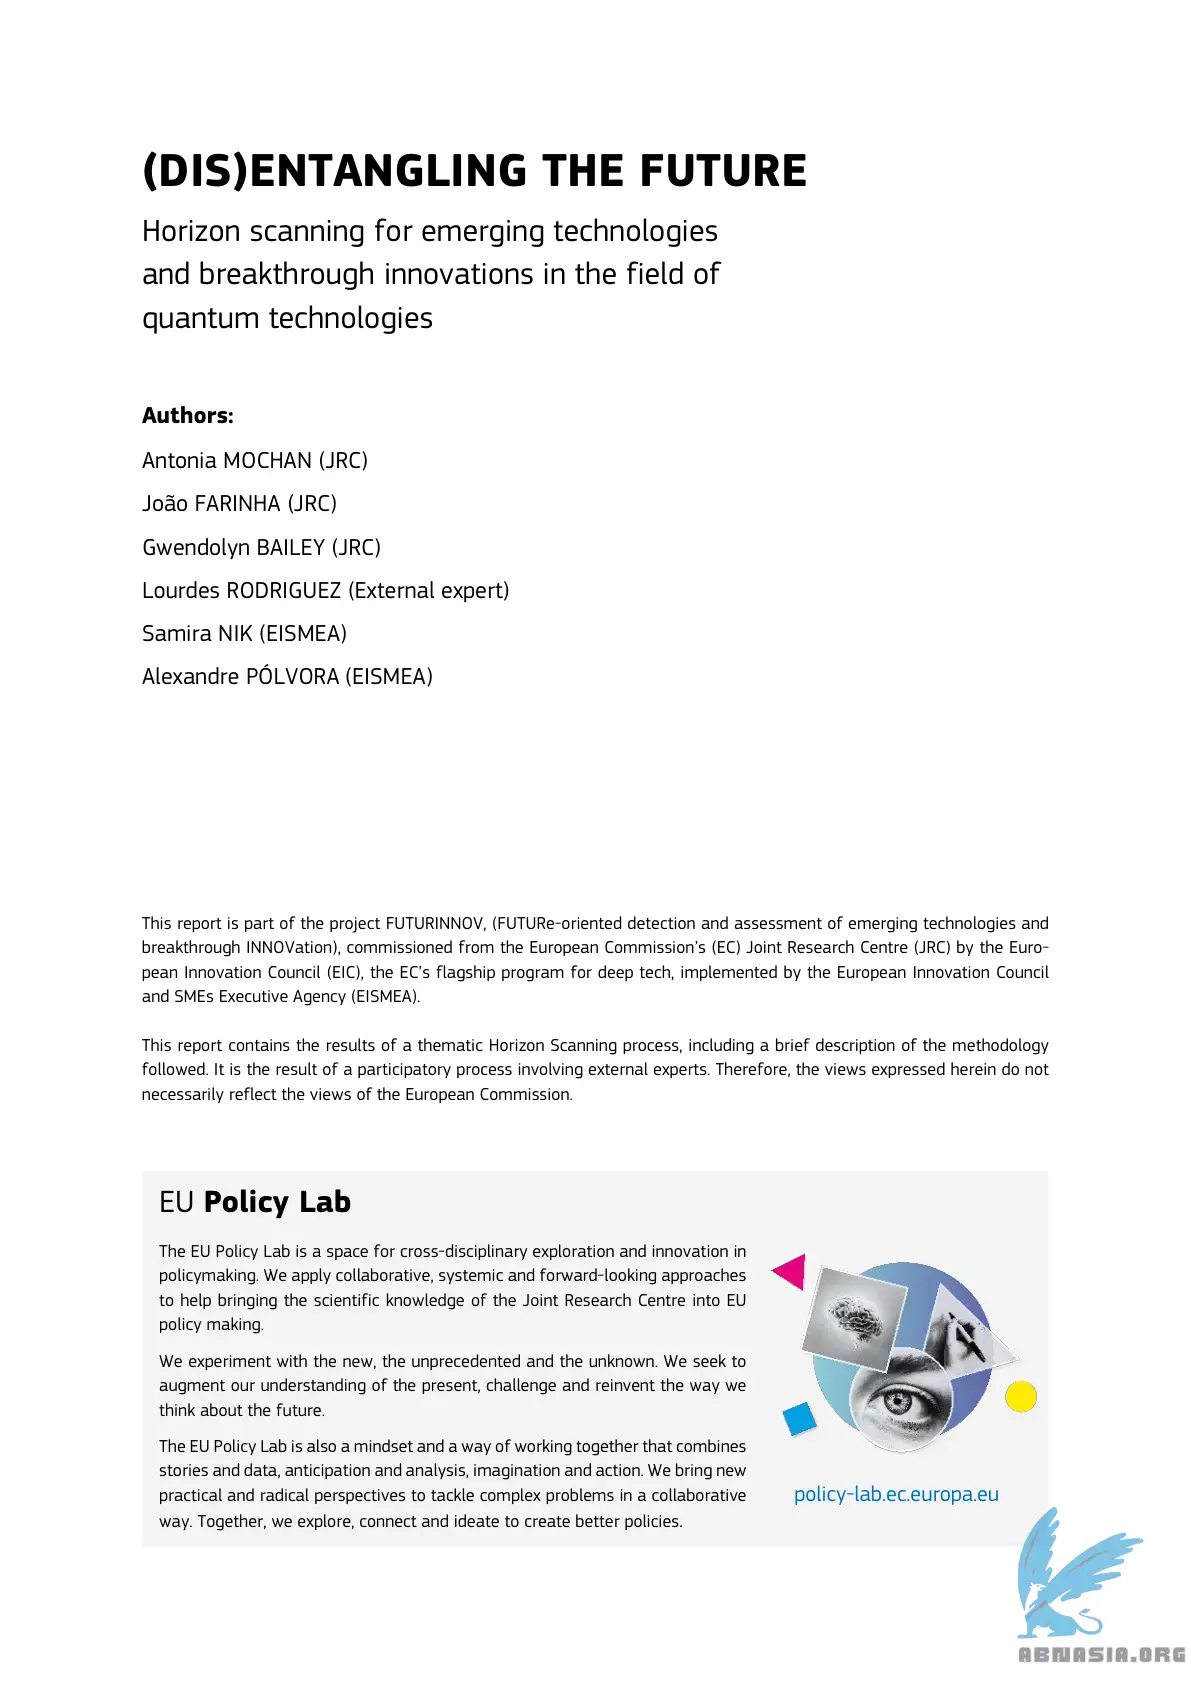 (DIS)ENTANGLING THE FUTURE
Horizon scanning for emerging technologies
and breakthrough innovations in the field of
quantum technologies
Authors:
Antonia MOCHAN (JRC)
João FARINHA (JRC)
Gwendolyn BAILEY (JRC)
Lourdes RODRIGUEZ (External expert)
Samira NIK (EISMEA)
Alexandre PÓLVORA (EISMEA)
This report is part of the project FUTURINNOV, (FUTURe-oriented detection and assessment of emerging technologies and
breakthrough INNOVation), commissioned from the European Commission's (EC) Joint Research Centre (JRC) by the Euro-
pean Innovation Council (EIC), the EC's flagship program for deep tech, implemented by the European Innovation Council
and SMEs Executive Agency (EISMEA).
This report contains the results of a thematic Horizon Scanning process, including a brief description of the methodology
followed. It is the result of a participatory process involving external experts. Therefore, the views expressed herein do not
necessarily reflect the views of the European Commission.
EU Policy Lab
The EU Policy Lab is a space for cross-disciplinary exploration and innovation in
policymaking. We apply collaborative, systemic and forward-looking approaches
to help bringing the scientific knowledge of the Joint Research Centre into EU
policy making.
We experiment with the new, the unprecedented and the unknown. We seek to
augment our understanding of the present, challenge and reinvent the way we
think about the future.
The EU Policy Lab is also a mindset and a way of working together that combines
stories and data, anticipation and analysis, imagination and action. We bring new
practical and radical perspectives to tackle complex problems in a collaborative
way. Together, we explore, connect and ideate to create better policies.
policy-lab.ec.europa.eu
ABNASIA.ORG